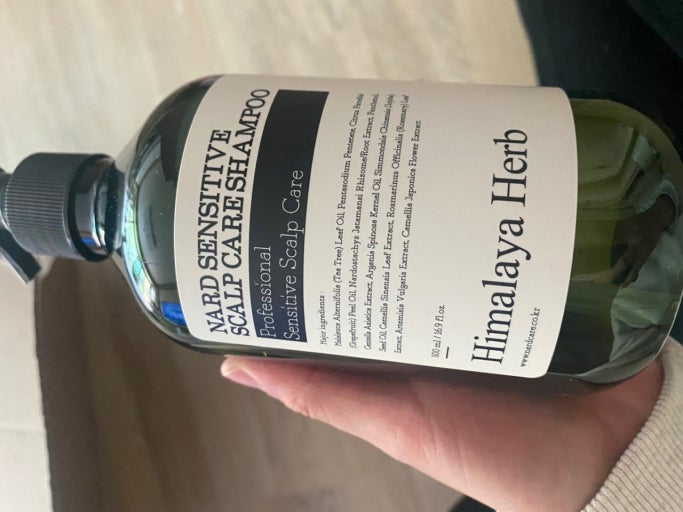 NARD SENSITIVE
SCALP CARE SHAMPOO
Professional
Sensitive Scalp Care
Major ingredients :
Melaleuca Alternifolia (Tea Tree) Leaf Oil, Pentasodium Pentetate, Citrus Paradisi
(Grapefruit) Peel Oil, Nardostachys Jatamansi Rhizome/Root Extract, Panthenol,
Centella Asiatica Extract, Argania Spinosa Kernel Oil, Simmondsia Chinensis (Jojoba)
Seed Oil, Camellia Sinensis Leaf Extract, Rosmarinus Officinalis (Rosemary) Leaf
Extract, Artemisia Vulgaris Extract, Camellia Japonica Flower Extract
500 ml / 16.9 fl.oz
Himalaya Herb
www.nardcare.co.kr